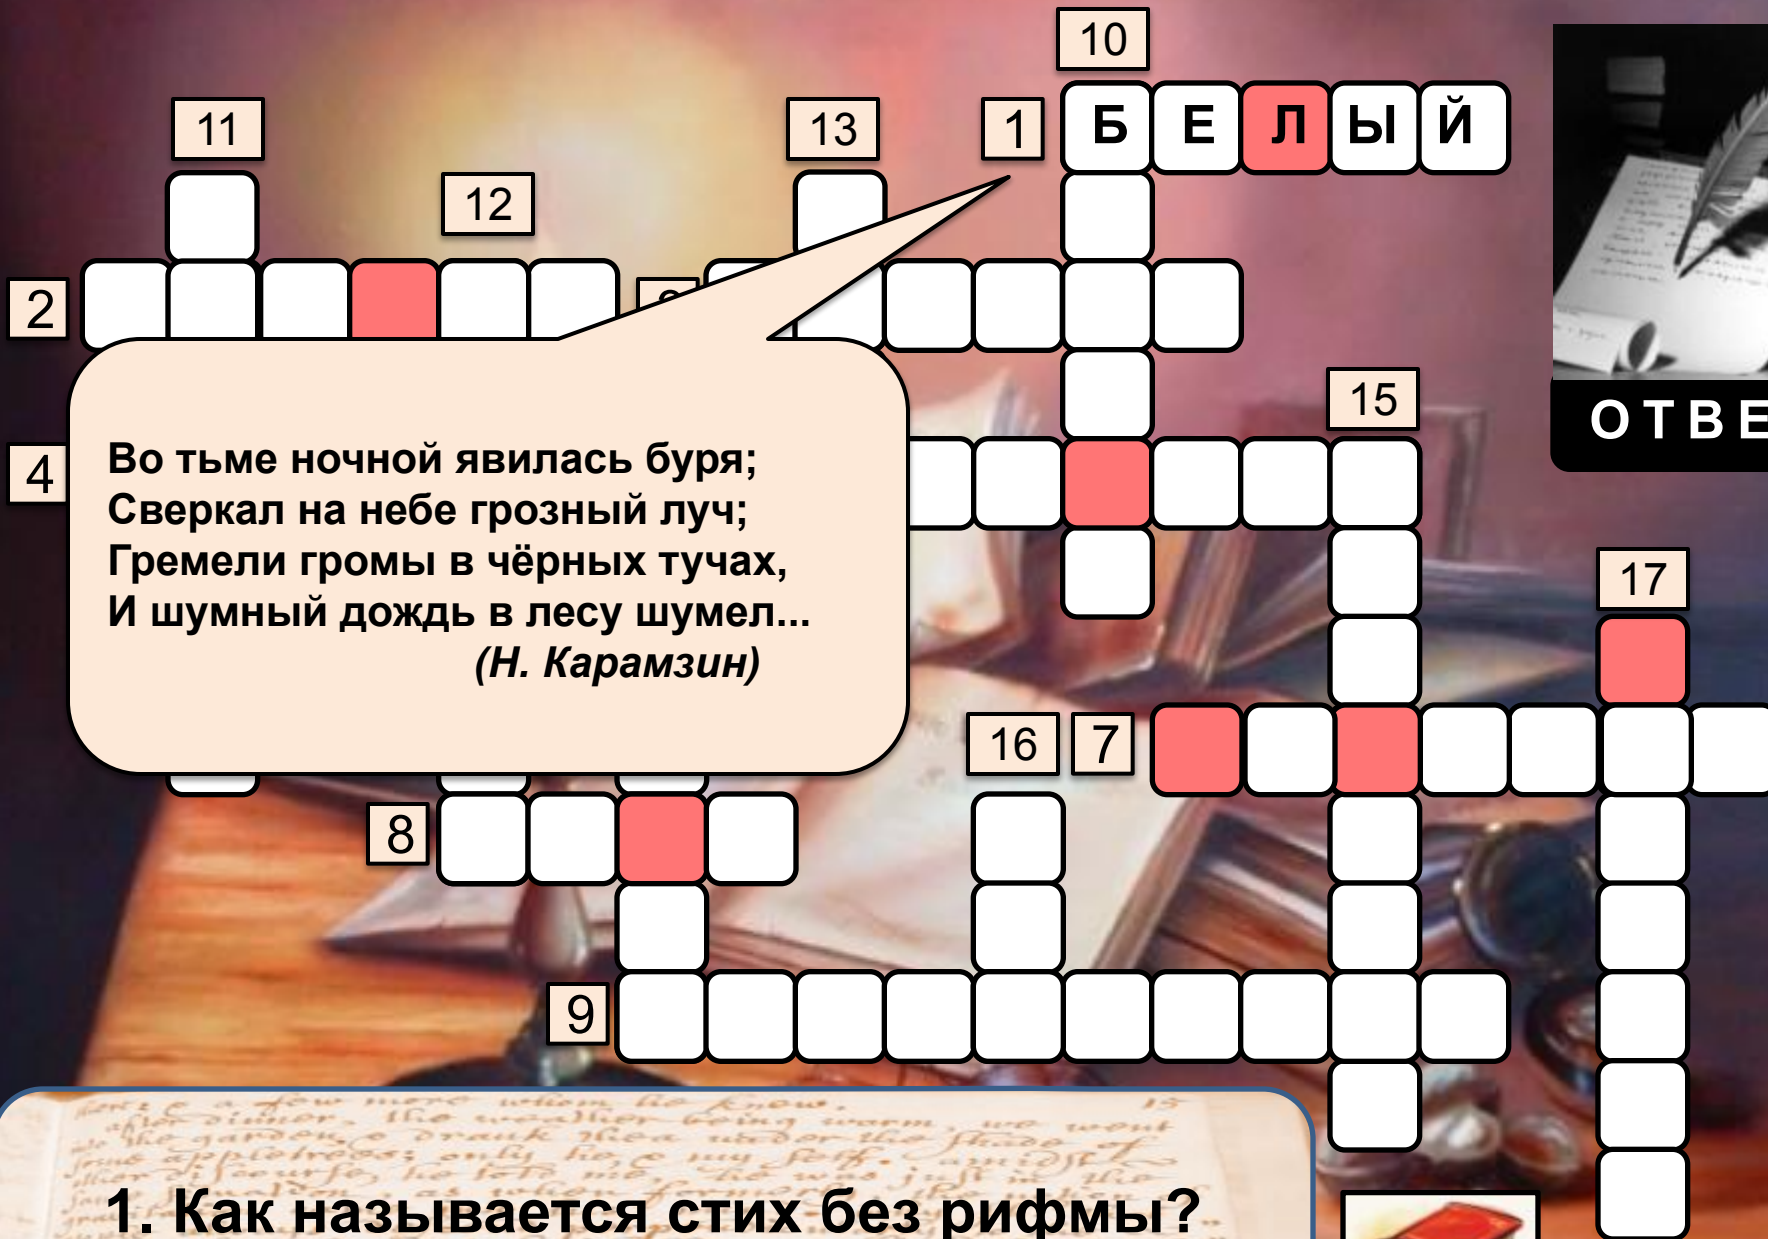 10
11
13
1
БЕЛЫЙ
12
2
15
ОТВЕ
4
Во тьме ночной явилась буря;
Сверкал на небе грозный луч;
Гремели громы в чёрных тучах,
И шумный дождь в лесу шумел...
(Н. Карамзин)
17
16
7
8
9
1. Как называется стих без рифмы?